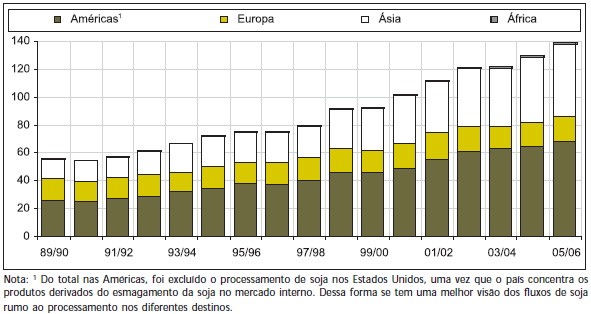 Américas¹ Europa Ásia África
140
120
100
80
60
40
20
0
89/90 91/92 93/94 95/96 97/98 99/00 01/02 03/04 05/06
Nota: ¹ Do total nas Américas, foi excluído o processamento de soja nos Estados Unidos, uma vez que o país concentra os
produtos derivados do esmagamento da soja no mercado interno. Dessa forma se tem uma melhor visão dos fluxos de soja
rumo ao processamento nos diferentes destinos.